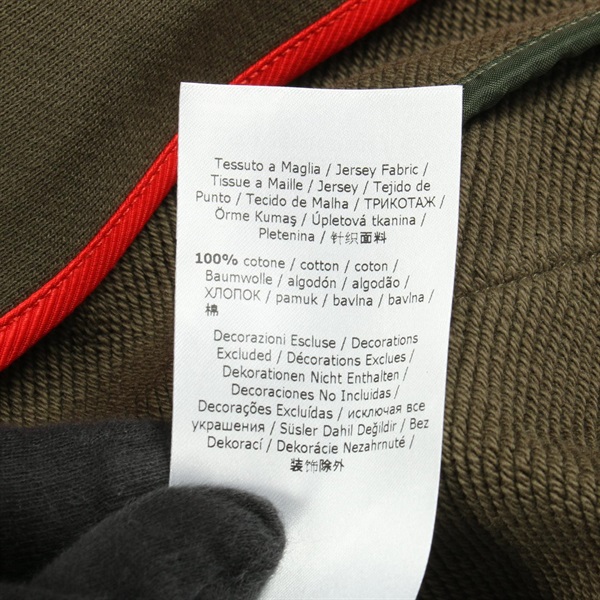 Tessuto a Maglia / Jersey Fabric /
Tissue a Maille / Jersey / Tejido de
Punto / Tecido de Malha / ТРИКОТАЖ /
Örme Kumaş / Úpletová tkanina /
Pletenina / 针织面料
100% cotone / cotton / coton /
Baumwolle / algodón / algodão /
ХЛОПОК / pamuk / bavlna / bavlna /
棉
Decorazioni Escluse / Decorations
Excluded / Décorations Exclues /
Dekorationen Nicht Enthalten /
Decoraciones No Incluidas /
Decorações Excluídas / исключая все
украшения / Süsler Dahil Değildir / Bez
Dekorací / Dekorácie Nezahrnuté /
装饰除外